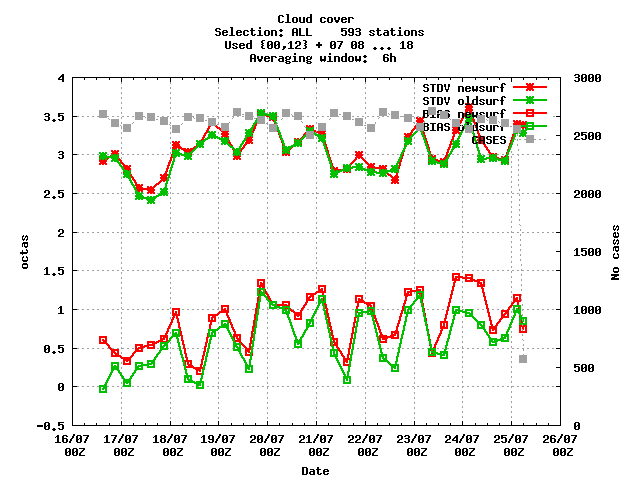 Cloud cover
Selection: ALL    593 stations
Used {00,12} + 07 08 ... 18
Averaging window:  6h
STDV newsurf
STDV oldsurf
BIAS newsurf
BIAS oldsurf
CASES
4
3.5
3
2.5
2
1.5
1
0.5
0
-0.5
octas
3000
2500
2000
1500
1000
500
0
No cases
16/07 17/07 18/07 19/07 20/07 21/07 22/07 23/07 24/07 25/07 26/07
00Z 00Z 00Z 00Z 00Z 00Z 00Z 00Z 00Z 00Z 00Z
Date